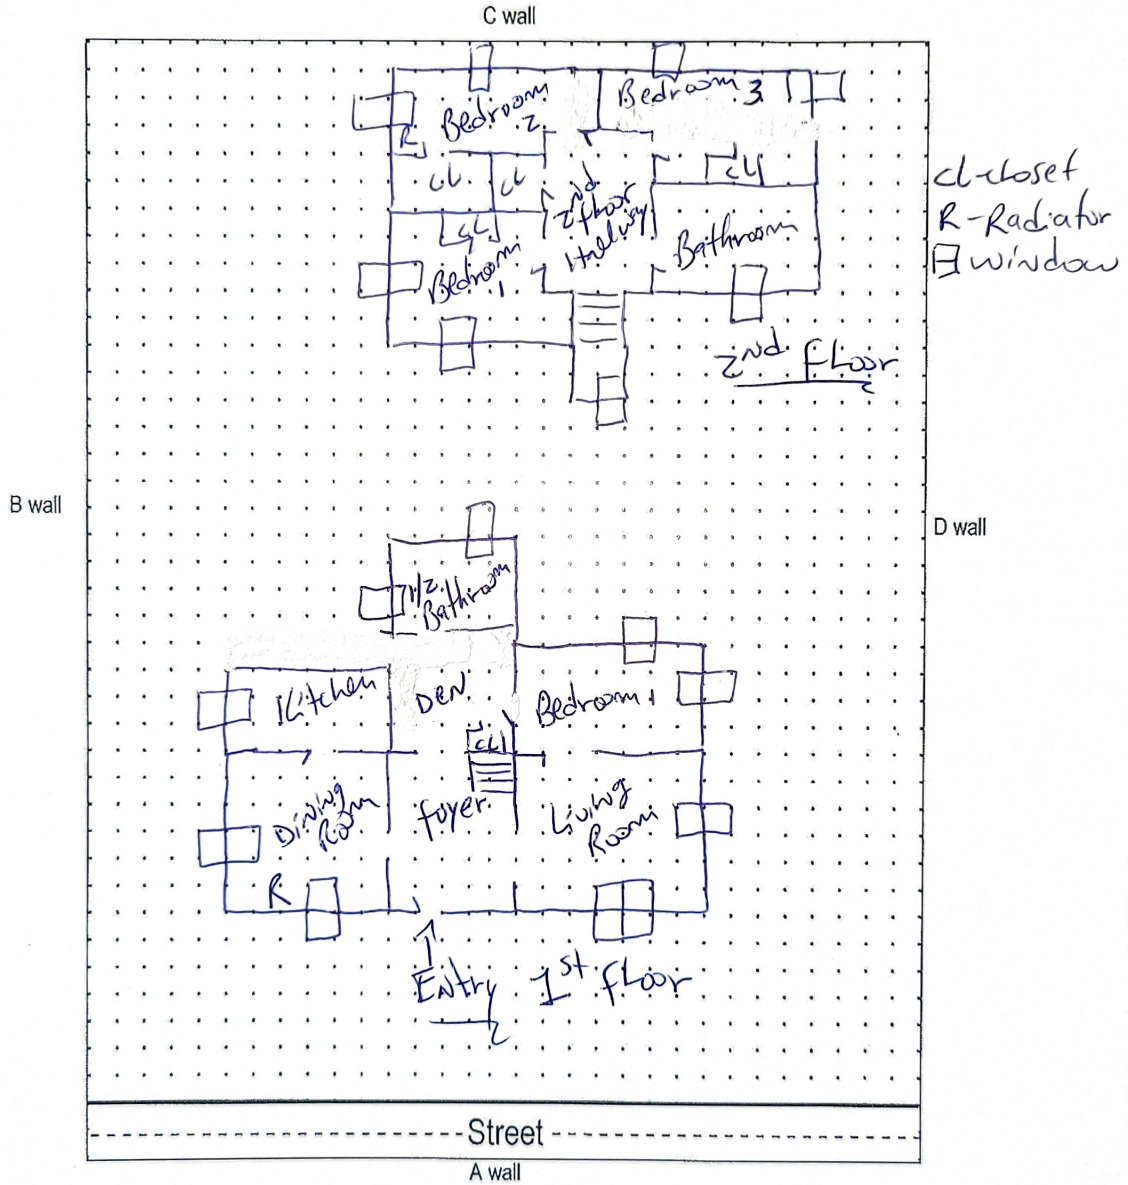 C wall
Bedroom 2
Bedroom 3
R
CL
CL
CL
CL
2nd floor Hallway
Bathroom
Bedroom 1
cl-closet
R-Radiator
window
2nd floor
B wall
D wall
1/2 Bathroom
Kitchen
DEN
Bedroom 1
CL
Dining Room
foyer
Living Room
R
Entry
1st floor
Street
A wall